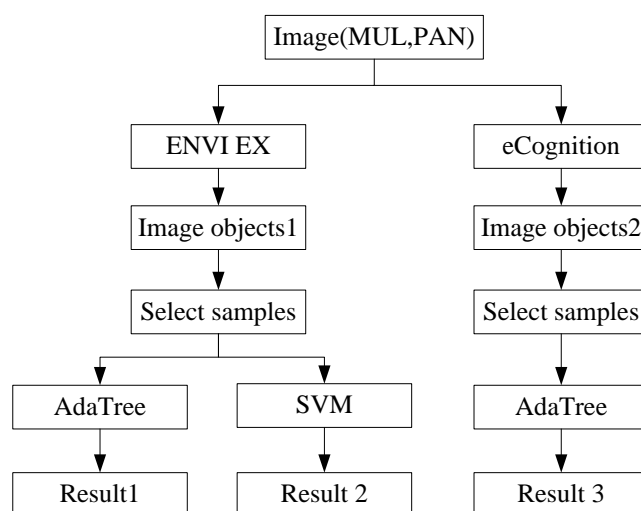 Image(MUL,PAN)
ENVI EX
eCognition
Image objects1
Image objects2
Select samples
Select samples
AdaTree
SVM
AdaTree
Result1
Result 2
Result 3